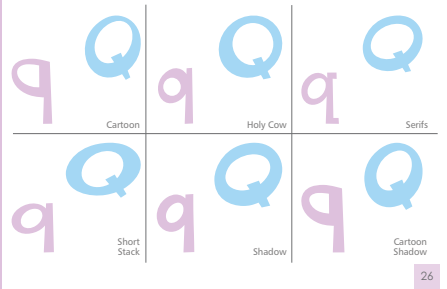 q Q
Cartoon
q Q
Holy Cow
q Q
Serifs
q Q
Short
Stack
q Q
Shadow
q Q
Cartoon
Shadow
26